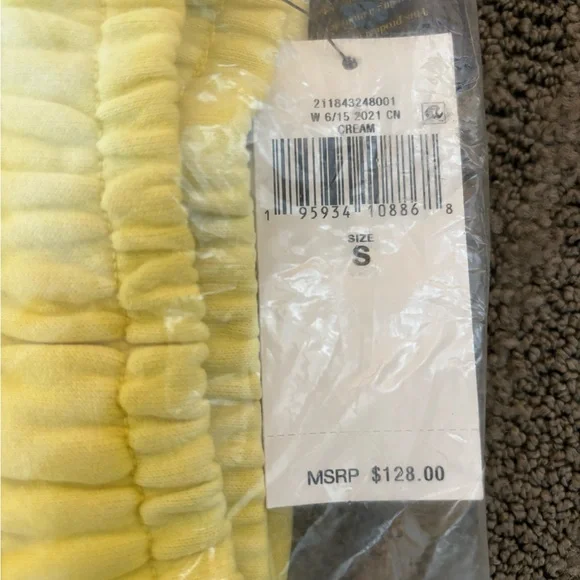 211843248001
W 6/15 2021 CN
CREAM
1 95934 10886 8
SIZE
S
MSRP $128.00